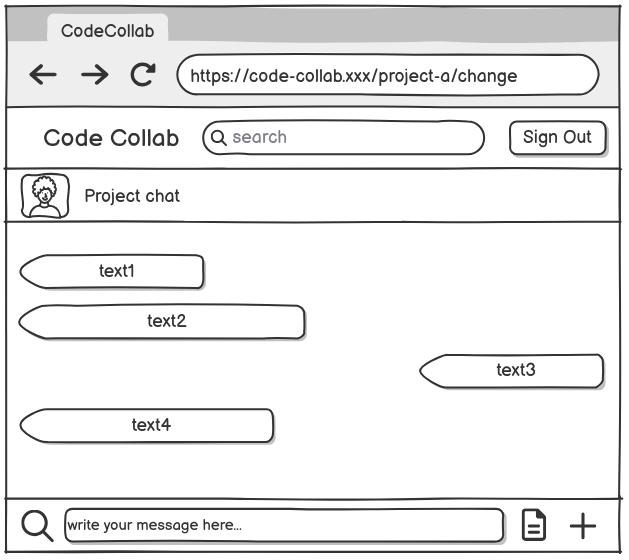 CodeCollab
https://code-collab.xxx/project-a/change
Code Collab
search
Sign Out
Project chat
text1
text2
text3
text4
write your message here...